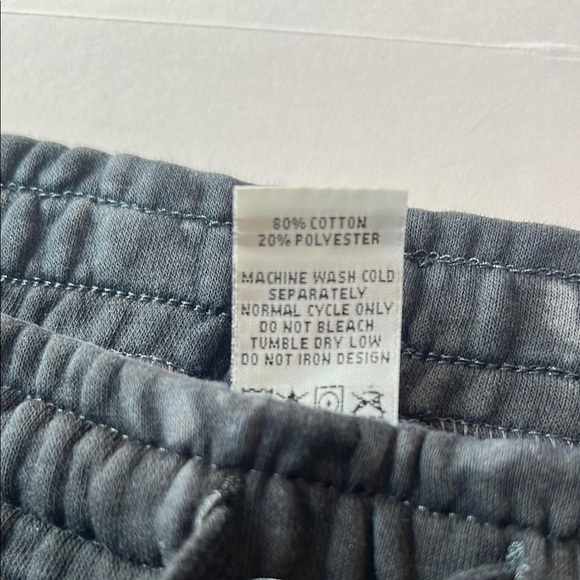 80% COTTON
20% POLYESTER
MACHINE WASH COLD
SEPARATELY
NORMAL CYCLE ONLY
DO NOT BLEACH
TUMBLE DRY LOW
DO NOT IRON DESIGN